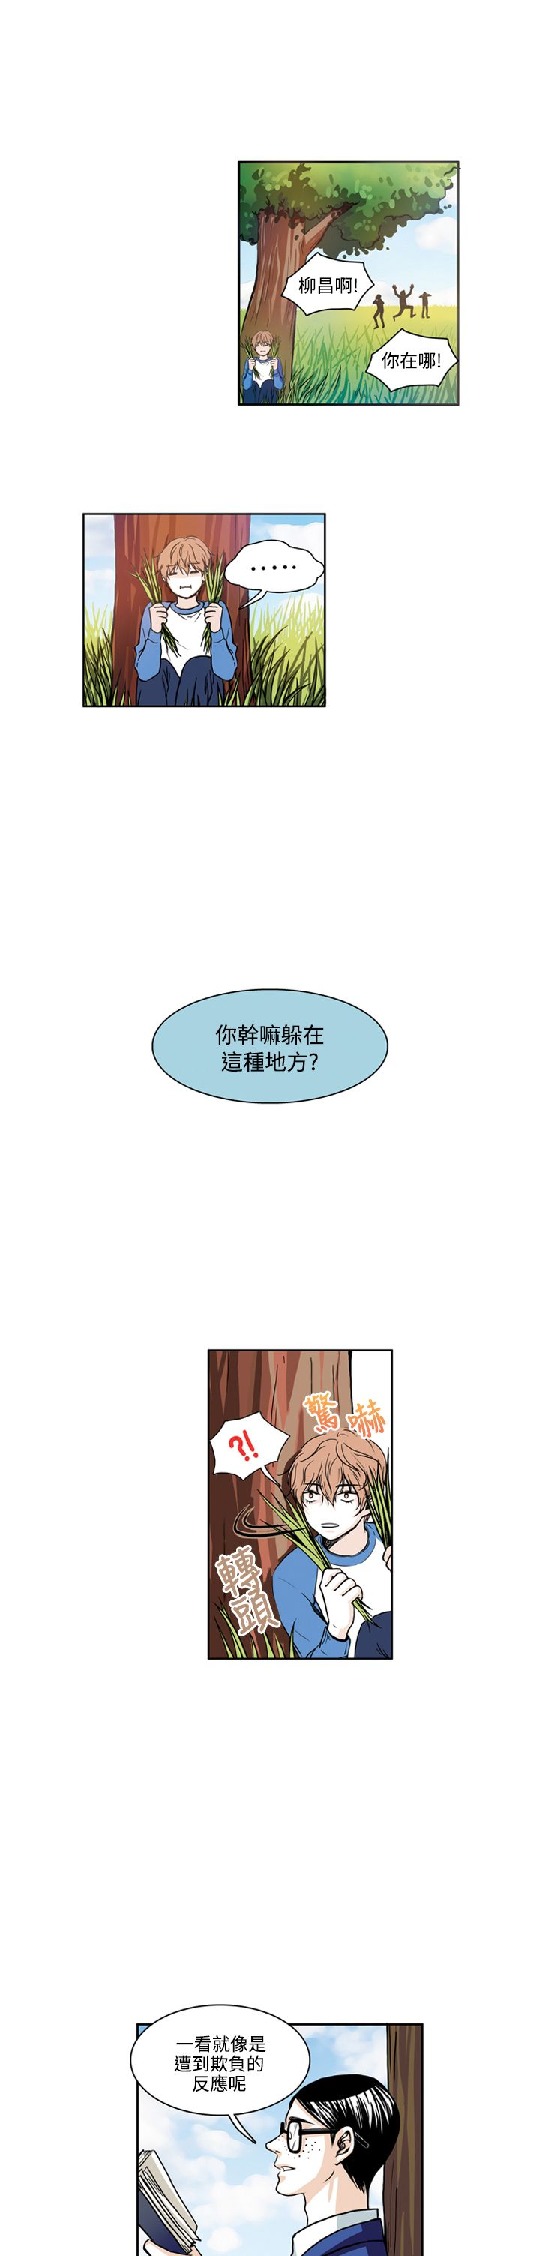 柳昌啊!
你在哪!
.....
你幹嘛躲在
這種地方?
驚嚇
?!
轉頭
一看就像是
遭到欺負的
反應呢